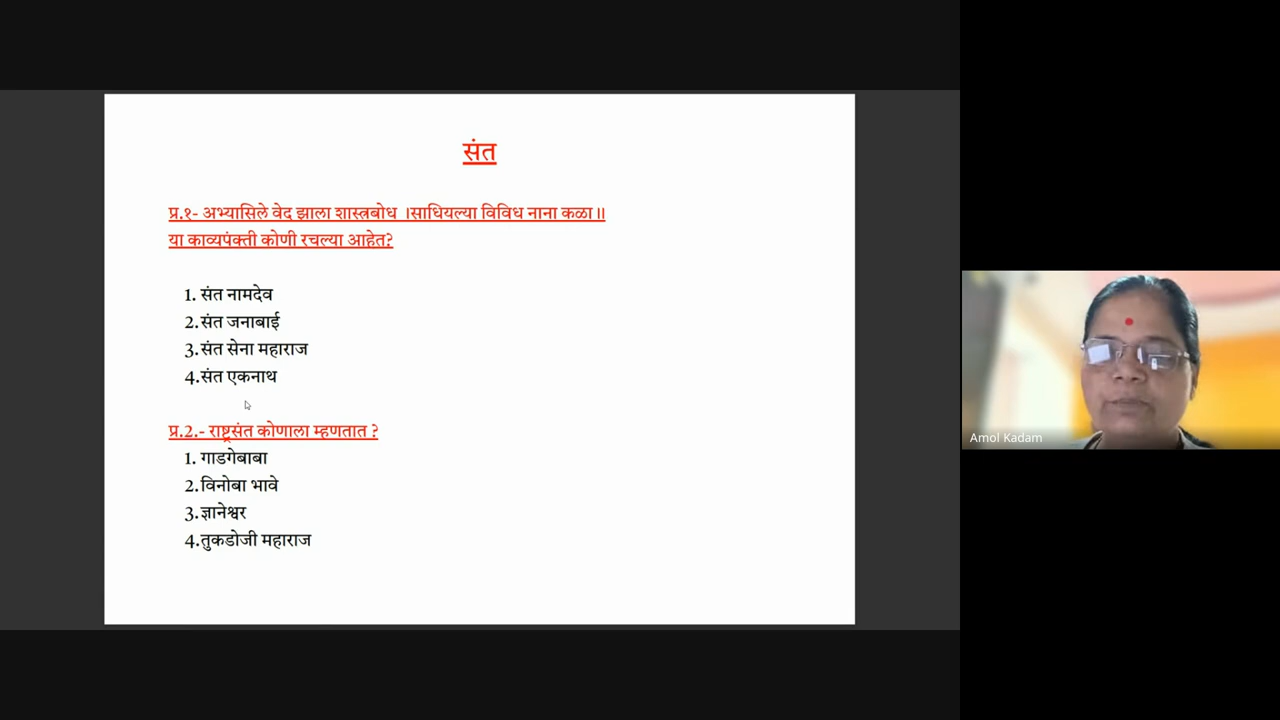 संत
प्र.१- अभ्यासिले वेद झाला शास्त्रबोध ।साधियल्या विविध नाना कळा॥
या काव्यपंक्ती कोणी रचल्या आहेत?
1. संत नामदेव
2. संत जनाबाई
3. संत सेना महाराज
4. संत एकनाथ
प्र.2.- राष्ट्रसंत कोणाला म्हणतात ?
1. गाडगेबाबा
2. विनोबा भावे
3. ज्ञानेश्वर
4. तुकडोजी महाराज
Amol Kadam